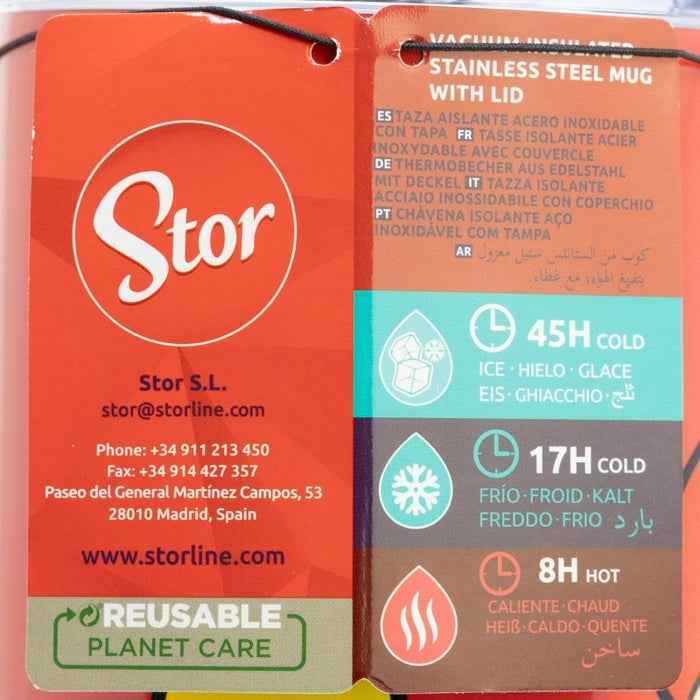 Stor
Stor S.L.
stor@storline.com
Phone: +34 911 213 450
Fax: +34 914 427 357
Paseo del General Martínez Campos, 53
28010 Madrid, Spain
www.storline.com
REUSABLE
PLANET CARE
VACUUM INSULATED
STAINLESS STEEL MUG
WITH LID
ES TAZA AISLANTE ACERO INOXIDABLE
CON TAPA FR TASSE ISOLANTE ACIER
INOXYDABLE AVEC COUVERCLE
DE THERMOBECHER AUS EDELSTAHL
MIT DECKEL IT TAZZA ISOLANTE
ACCIAIO INOSSIDABILE CON COPERCHIO
PT CHÁVENA ISOLANTE AÇO
INOXIDÁVEL COM TAMPA
AR كوب من الستانلس ستيل معزول
بتفريغ الهواء، مع غطاء.
45H COLD
ICE · HIELO · GLACE
EIS · GHIACCHIO · ثلج
17H COLD
FRÍO · FROID · KALT
FREDDO · FRIO بارد
8H HOT
CALIENTE · CHAUD
HEIß · CALDO · QUENTE
ساخن